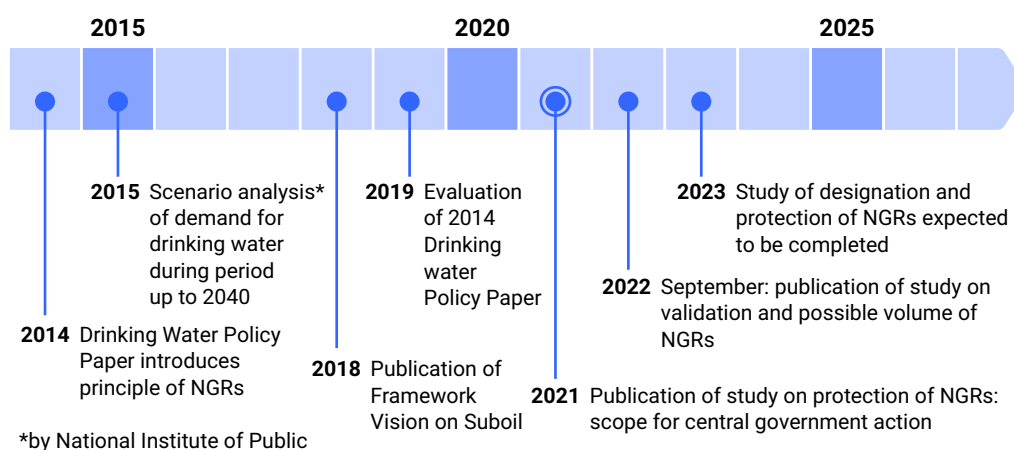 2015
2020
2025
2015 Scenario analysis*
of demand for
drinking water
during period
up to 2040
2019 Evaluation
of 2014
Drinking
water
Policy Paper
2023 Study of designation and
protection of NGRs expected
to be completed
2022 September: publication of study on
validation and possible volume of
NGRs
2014 Drinking Water Policy
Paper introduces
principle of NGRs
2018 Publication of
Framework
Vision on Suboil
2021 Publication of study on protection of NGRs:
scope for central government action
*by National Institute of Public